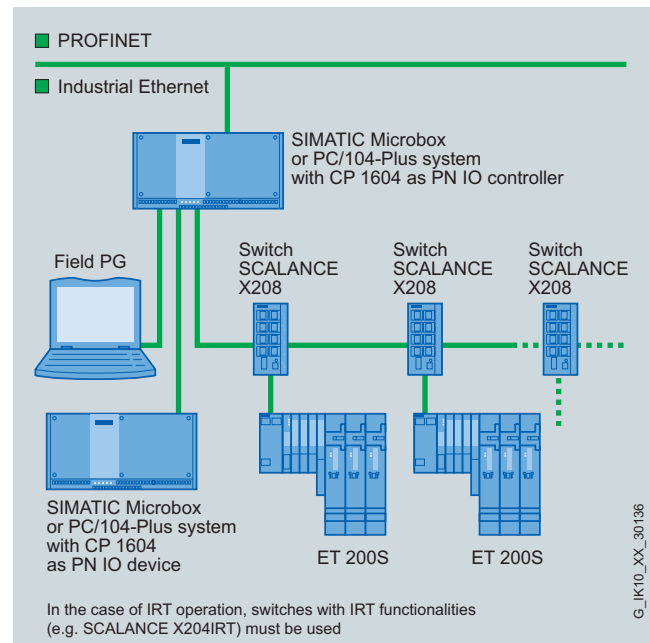 PROFINET
Industrial Ethernet
SIMATIC Microbox
or PC/104-Plus system
with CP 1604 as PN IO controller
Field PG
Switch
SCALANCE
X208
Switch
SCALANCE
X208
Switch
SCALANCE
X208
SIMATIC Microbox
or PC/104-Plus system
with CP 1604
as PN IO device
ET 200S
ET 200S
G_IK10_XX_30136
In the case of IRT operation, switches with IRT functionalities
(e.g. SCALANCE X204IRT) must be used